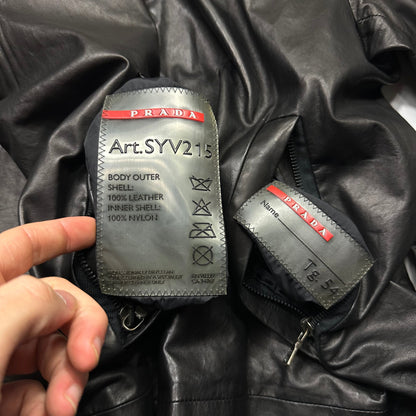 PRADA
Art.SYV215
BODY OUTER
SHELL:
100% LEATHER
INNER SHELL:
100% NYLON
PRADA
Name
Tg. 54